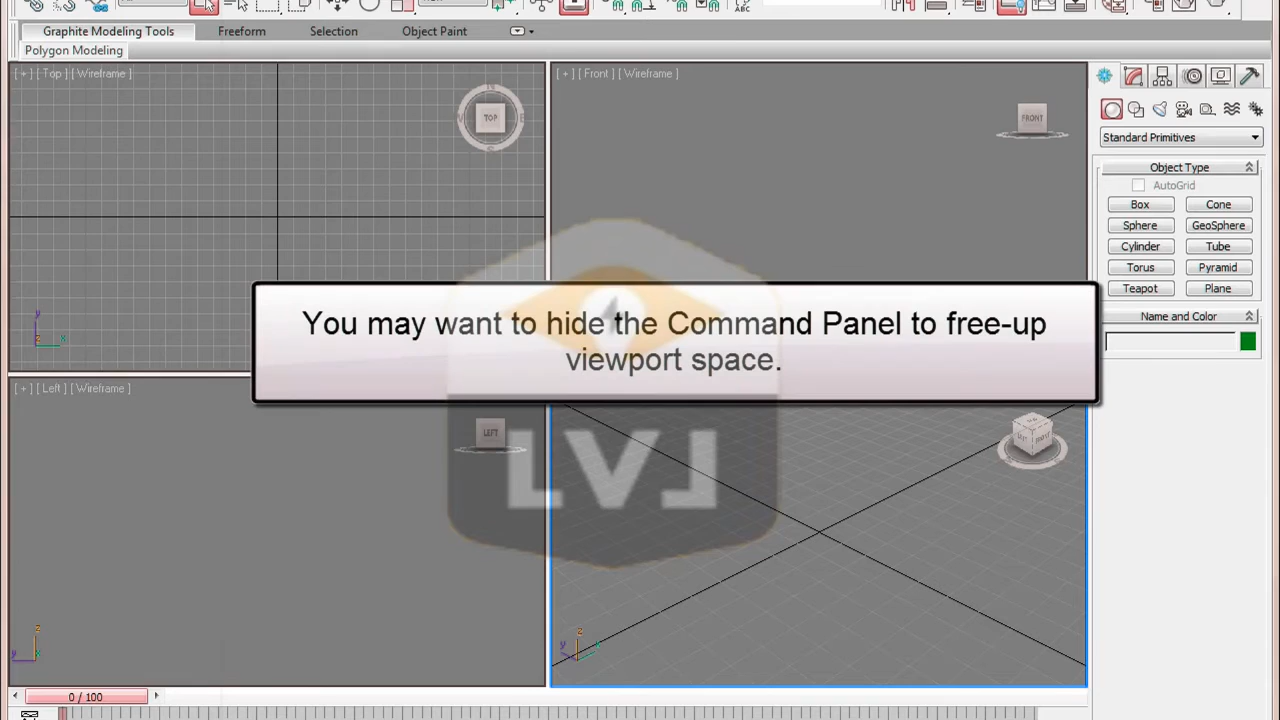 Graphite Modeling Tools Freeform Selection Object Paint
Polygon Modeling
[ + ] [ Top ] [ Wireframe ]
[ + ] [ Front ] [ Wireframe ]
TOP
FRONT
Standard Primitives
Object Type
AutoGrid
Box Cone
Sphere GeoSphere
Cylinder Tube
Torus Pyramid
Teapot Plane
Name and Color
You may want to hide the Command Panel to free-up
viewport space.
y
z x
[ + ] [ Left ] [ Wireframe ]
LEFT
LVL
z
y x
z
y x
0 / 100